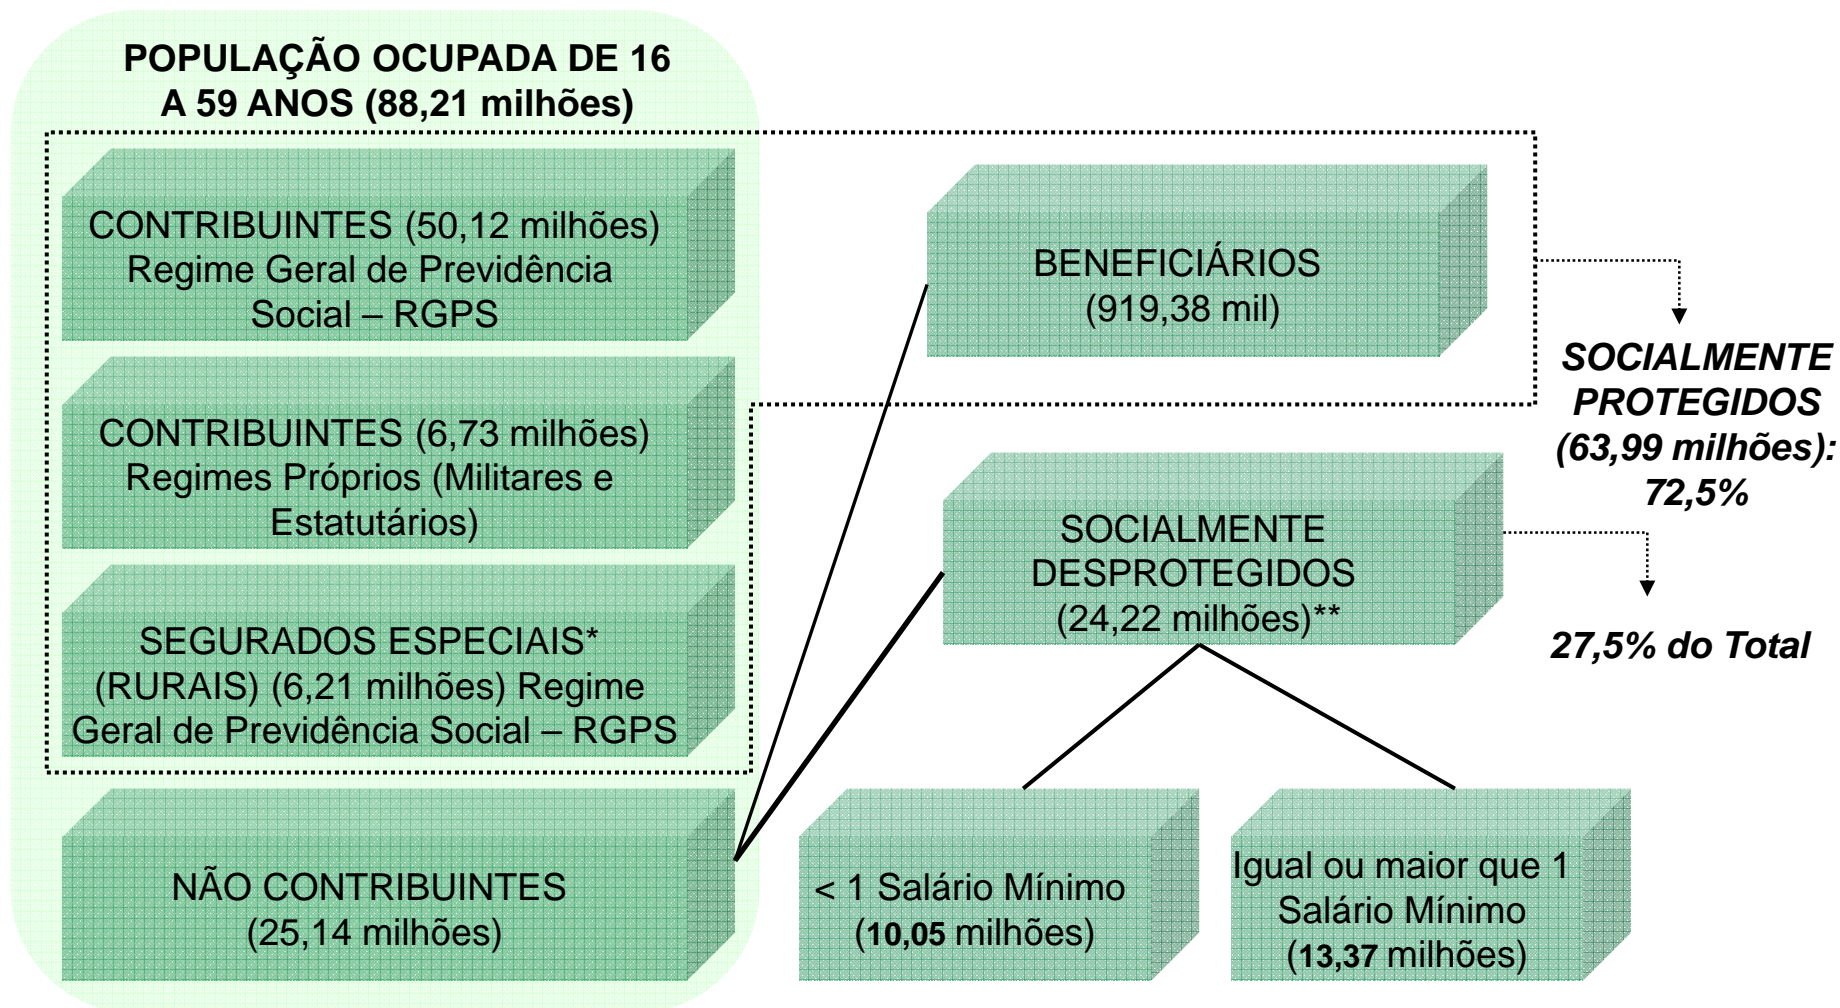 POPULAÇÃO OCUPADA DE 16
A 59 ANOS (88,21 milhões)
CONTRIBUINTES (50,12 milhões)
Regime Geral de Previdência
Social – RGPS
CONTRIBUINTES (6,73 milhões)
Regimes Próprios (Militares e
Estatutários)
SEGURADOS ESPECIAIS*
(RURAIS) (6,21 milhões) Regime
Geral de Previdência Social – RGPS
NÃO CONTRIBUINTES
(25,14 milhões)
BENEFICIÁRIOS
(919,38 mil)
SOCIALMENTE
PROTEGIDOS
(63,99 milhões):
72,5%
SOCIALMENTE
DESPROTEGIDOS
(24,22 milhões)**
27,5% do Total
< 1 Salário Mínimo
(10,05 milhões)
Igual ou maior que 1
Salário Mínimo
(13,37 milhões)